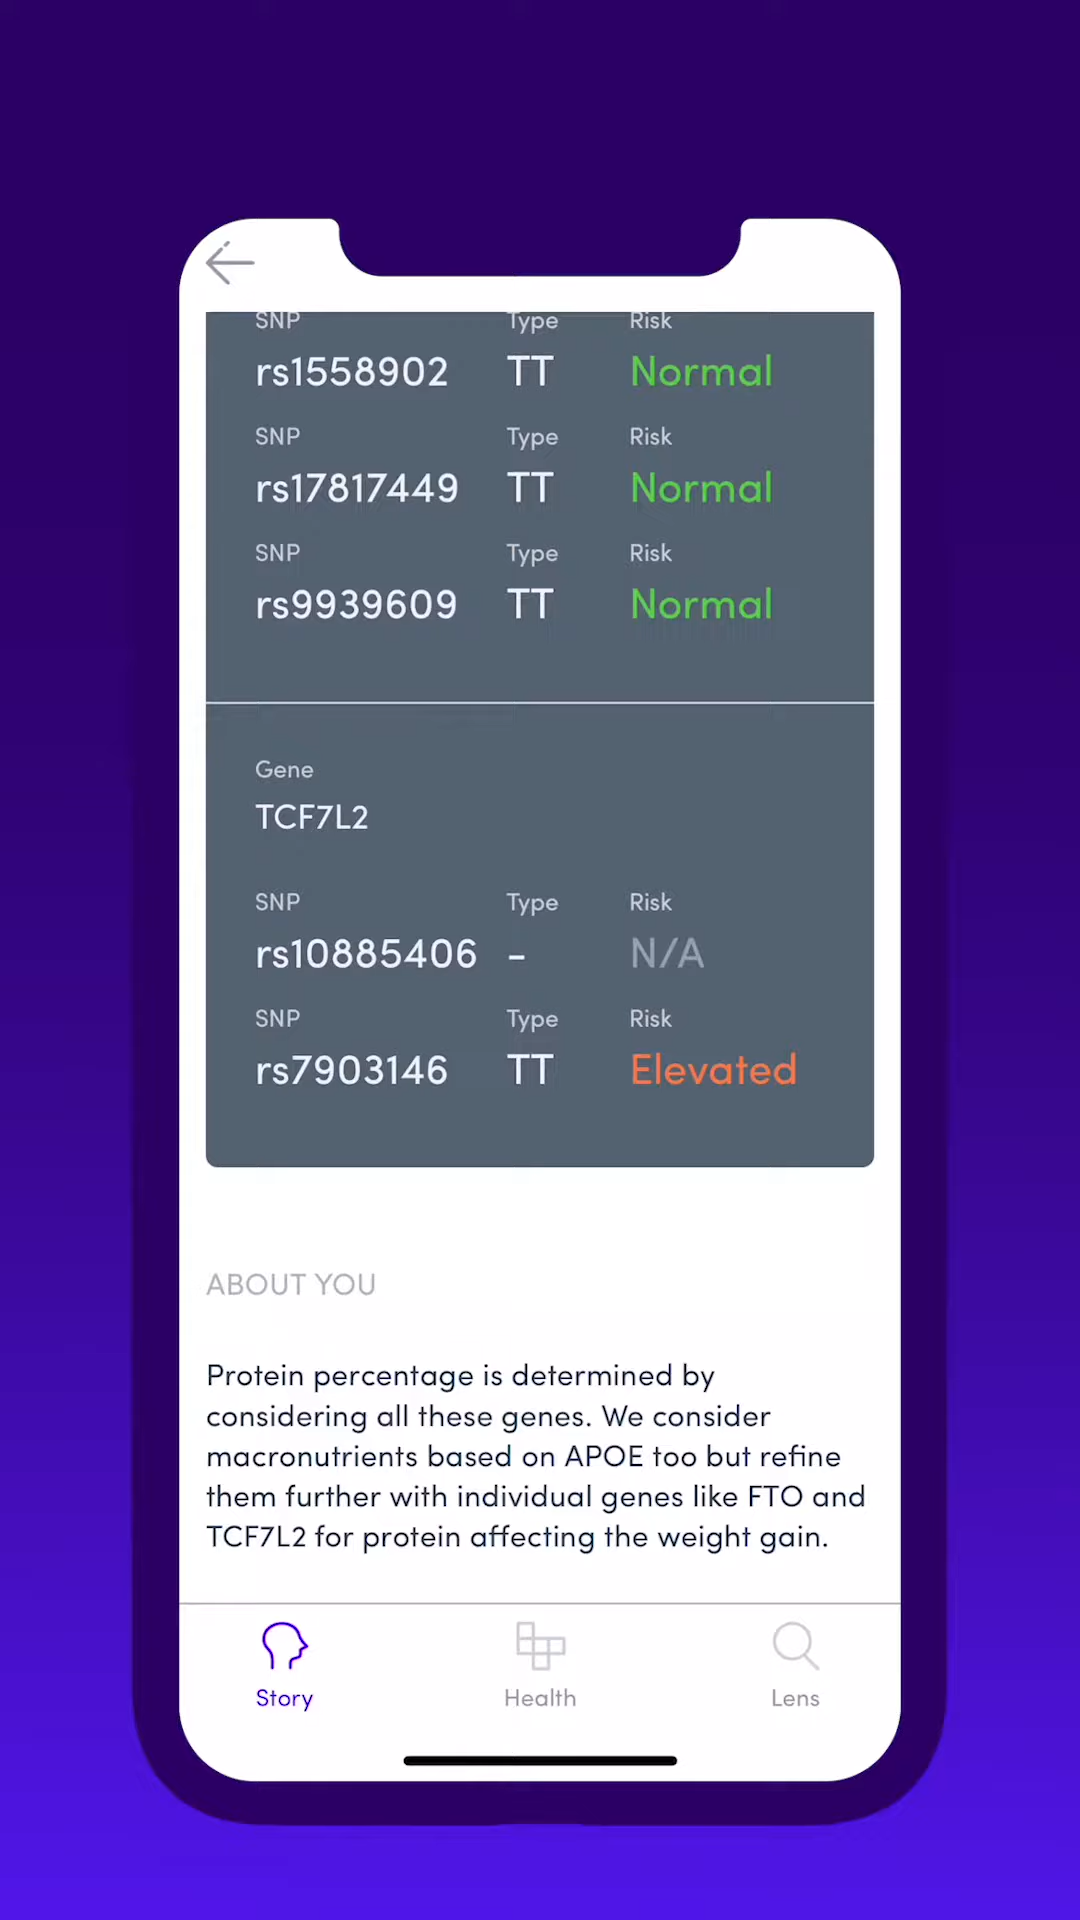 SNP Type Risk
rs1558902 TT Normal
SNP Type Risk
rs17817449 TT Normal
SNP Type Risk
rs9939609 TT Normal
Gene
TCF7L2
SNP Type Risk
rs10885406 - N/A
SNP Type Risk
rs7903146 TT Elevated
ABOUT YOU
Protein percentage is determined by
considering all these genes. We consider
macronutrients based on APOE too but refine
them further with individual genes like FTO and
TCF7L2 for protein affecting the weight gain.
Story Health Lens